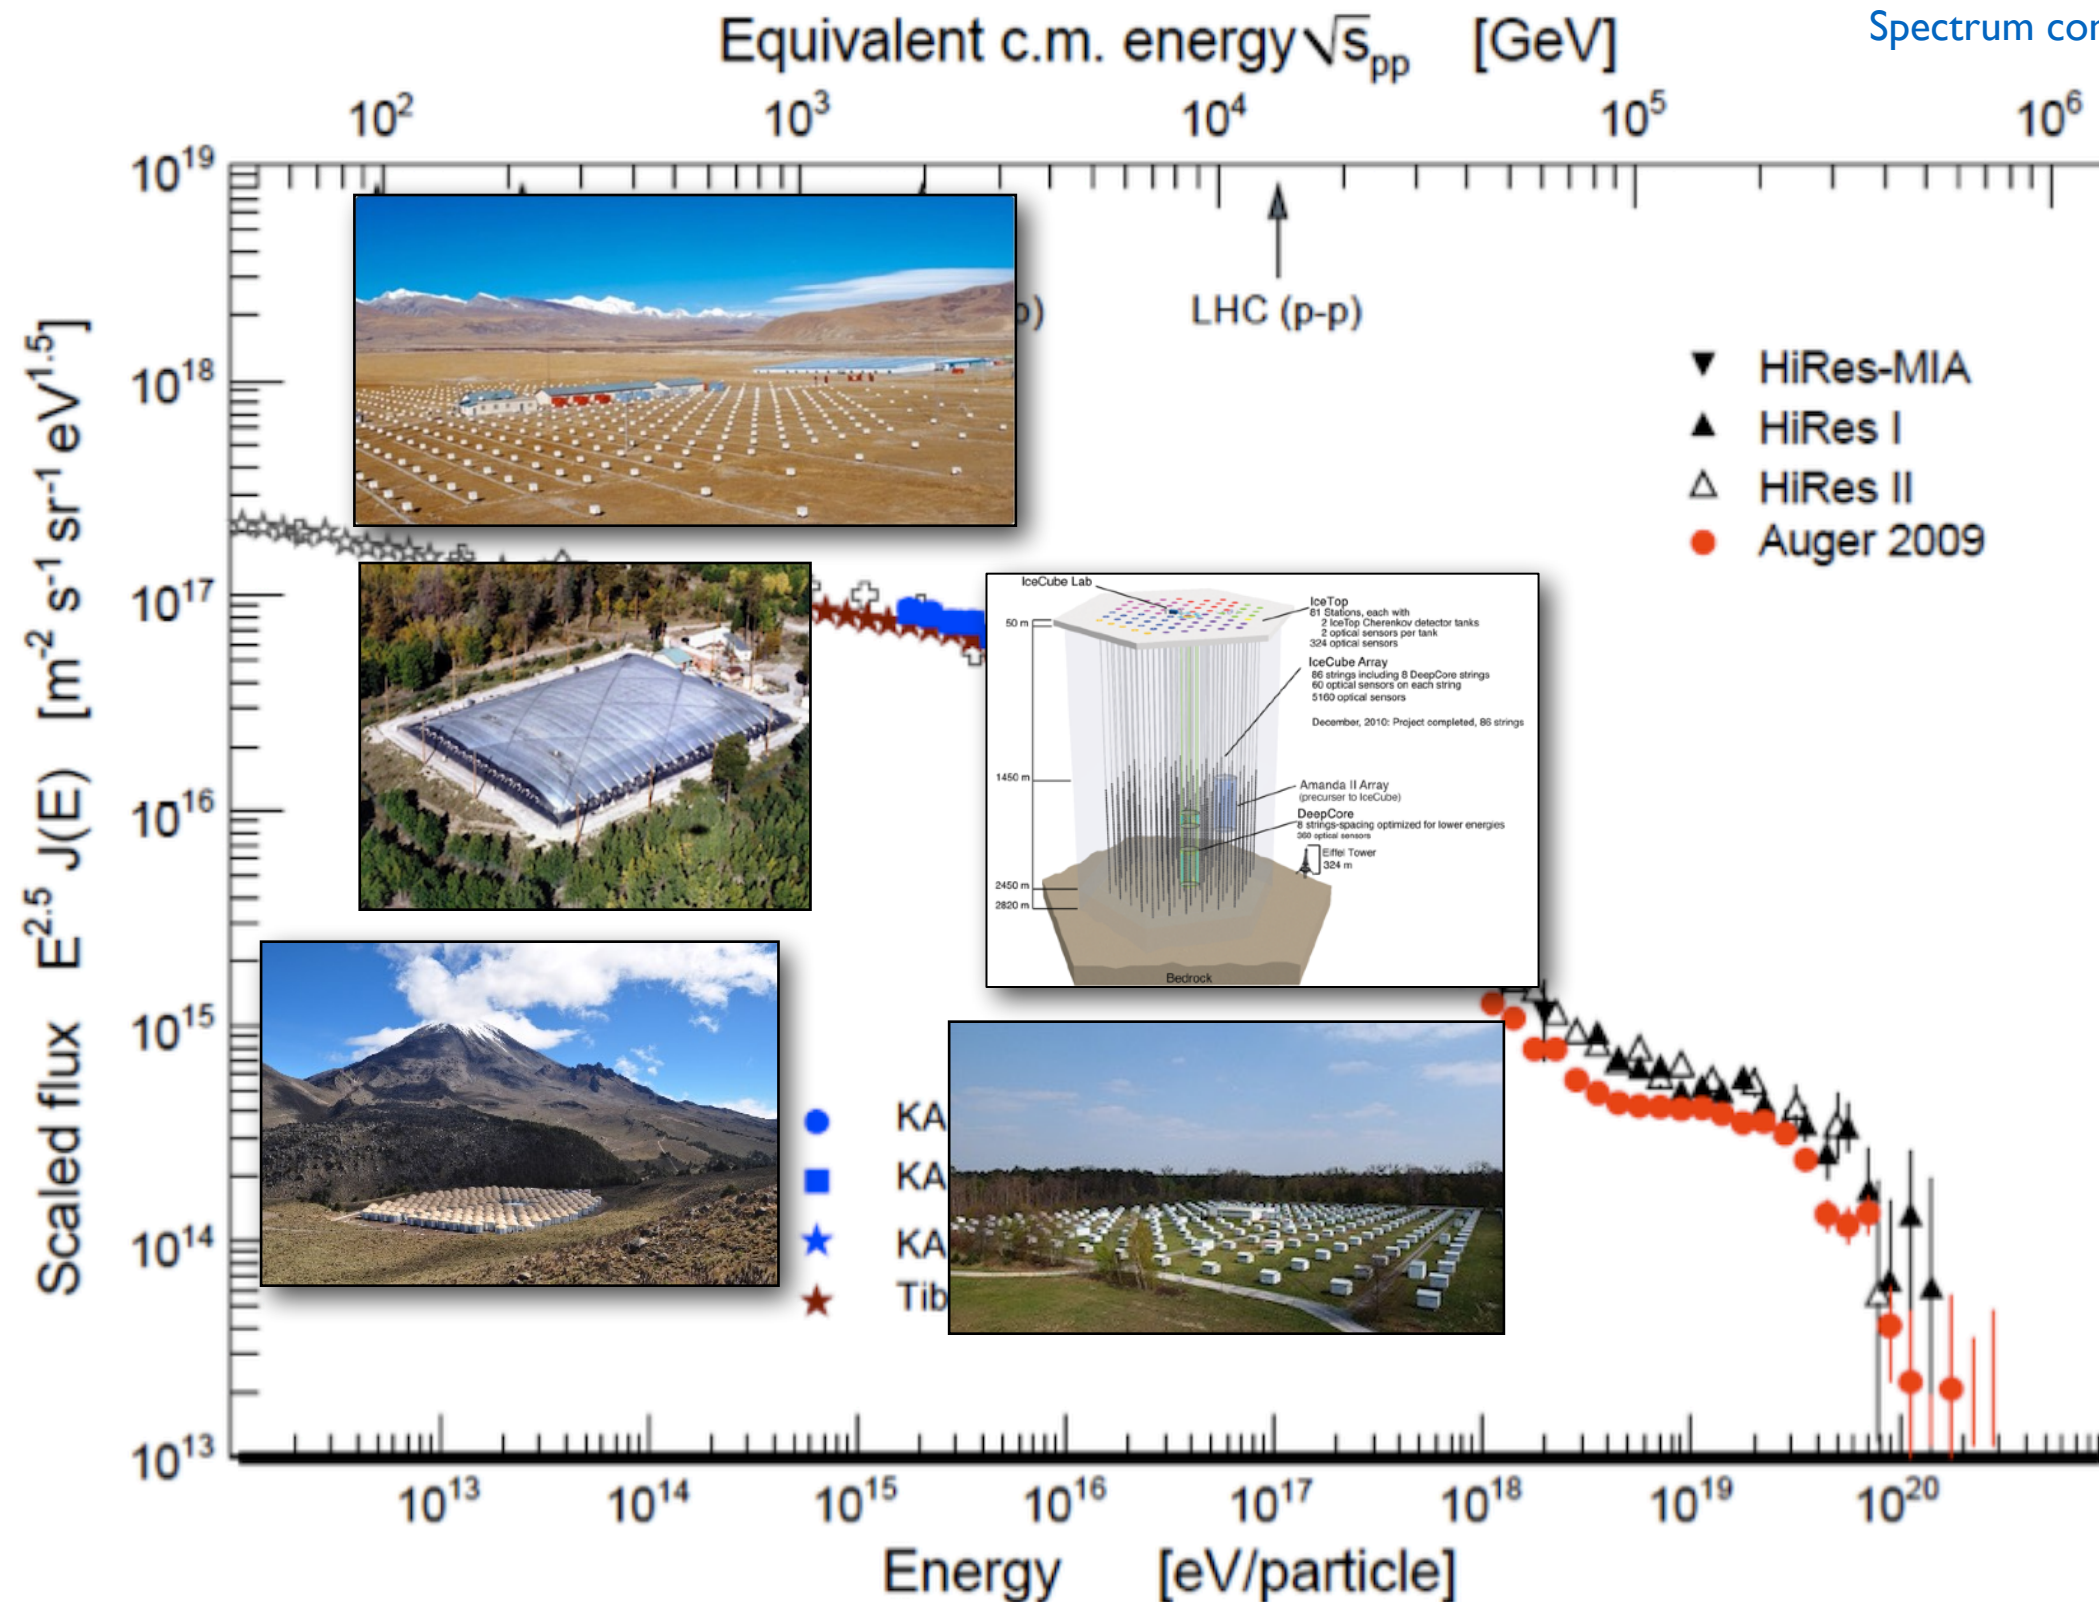 Spectrum con
Equivalent c.m. energy √s_pp [GeV]
10² 10³ 10⁴ 10⁵ 10⁶
Scaled flux E^2.5 J(E) [m⁻² s⁻¹ sr⁻¹ eV^1.5]
10¹⁹
10¹⁸
10¹⁷
10¹⁶
10¹⁵
10¹⁴
10¹³
LHC (p-p)
HiRes-MIA
HiRes I
HiRes II
Auger 2009
IceCube Lab
50 m
1450 m
2450 m
2820 m
IceTop
81 Stations, each with
2 IceTop Cherenkov detector tanks
2 optical sensors per tank
324 optical sensors
IceCube Array
86 strings including 8 DeepCore strings
60 optical sensors on each string
5160 optical sensors
December, 2010: Project completed, 86 strings
Amanda II Array
(precurser to IceCube)
DeepCore
8 strings-spacing optimized for lower energies
360 optical sensors
Eiffel Tower
324 m
Bedrock
KA
KA
KA
Tib
10¹³ 10¹⁴ 10¹⁵ 10¹⁶ 10¹⁷ 10¹⁸ 10¹⁹ 10²⁰
Energy [eV/particle]